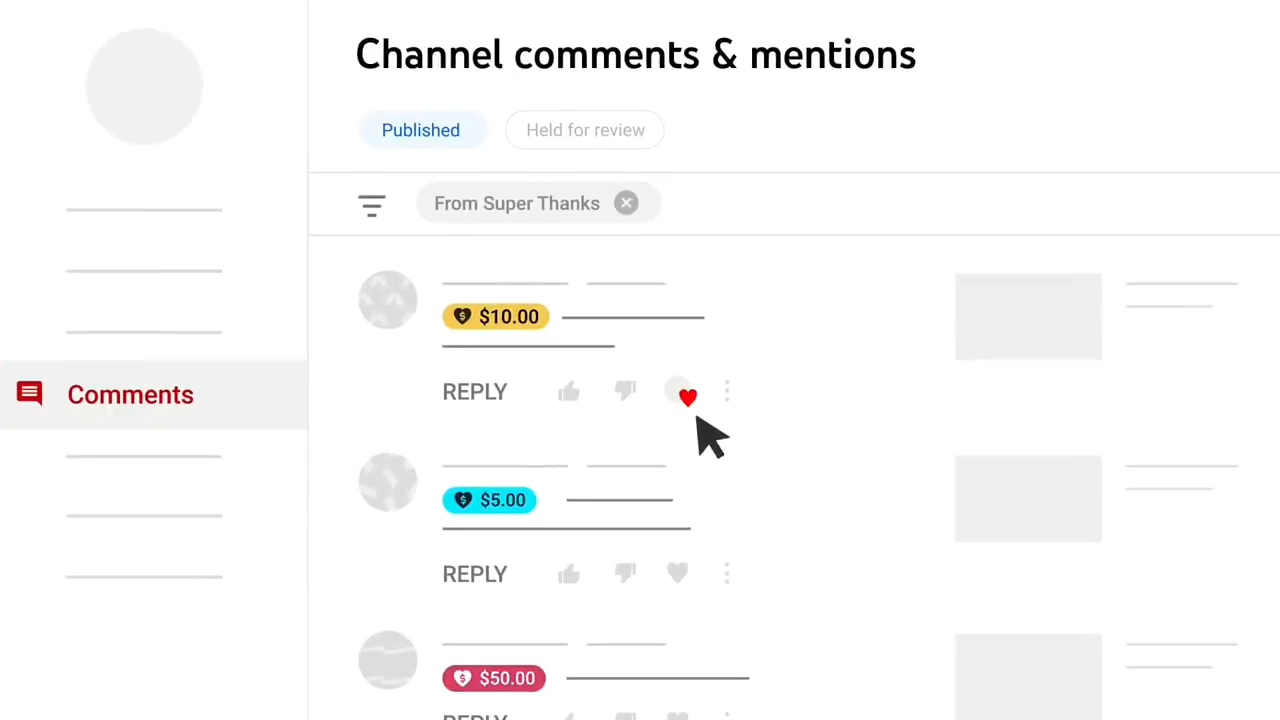 Channel comments & mentions
Published
Held for review
From Super Thanks
Comments
$10.00
REPLY
$5.00
REPLY
$50.00
REPLY